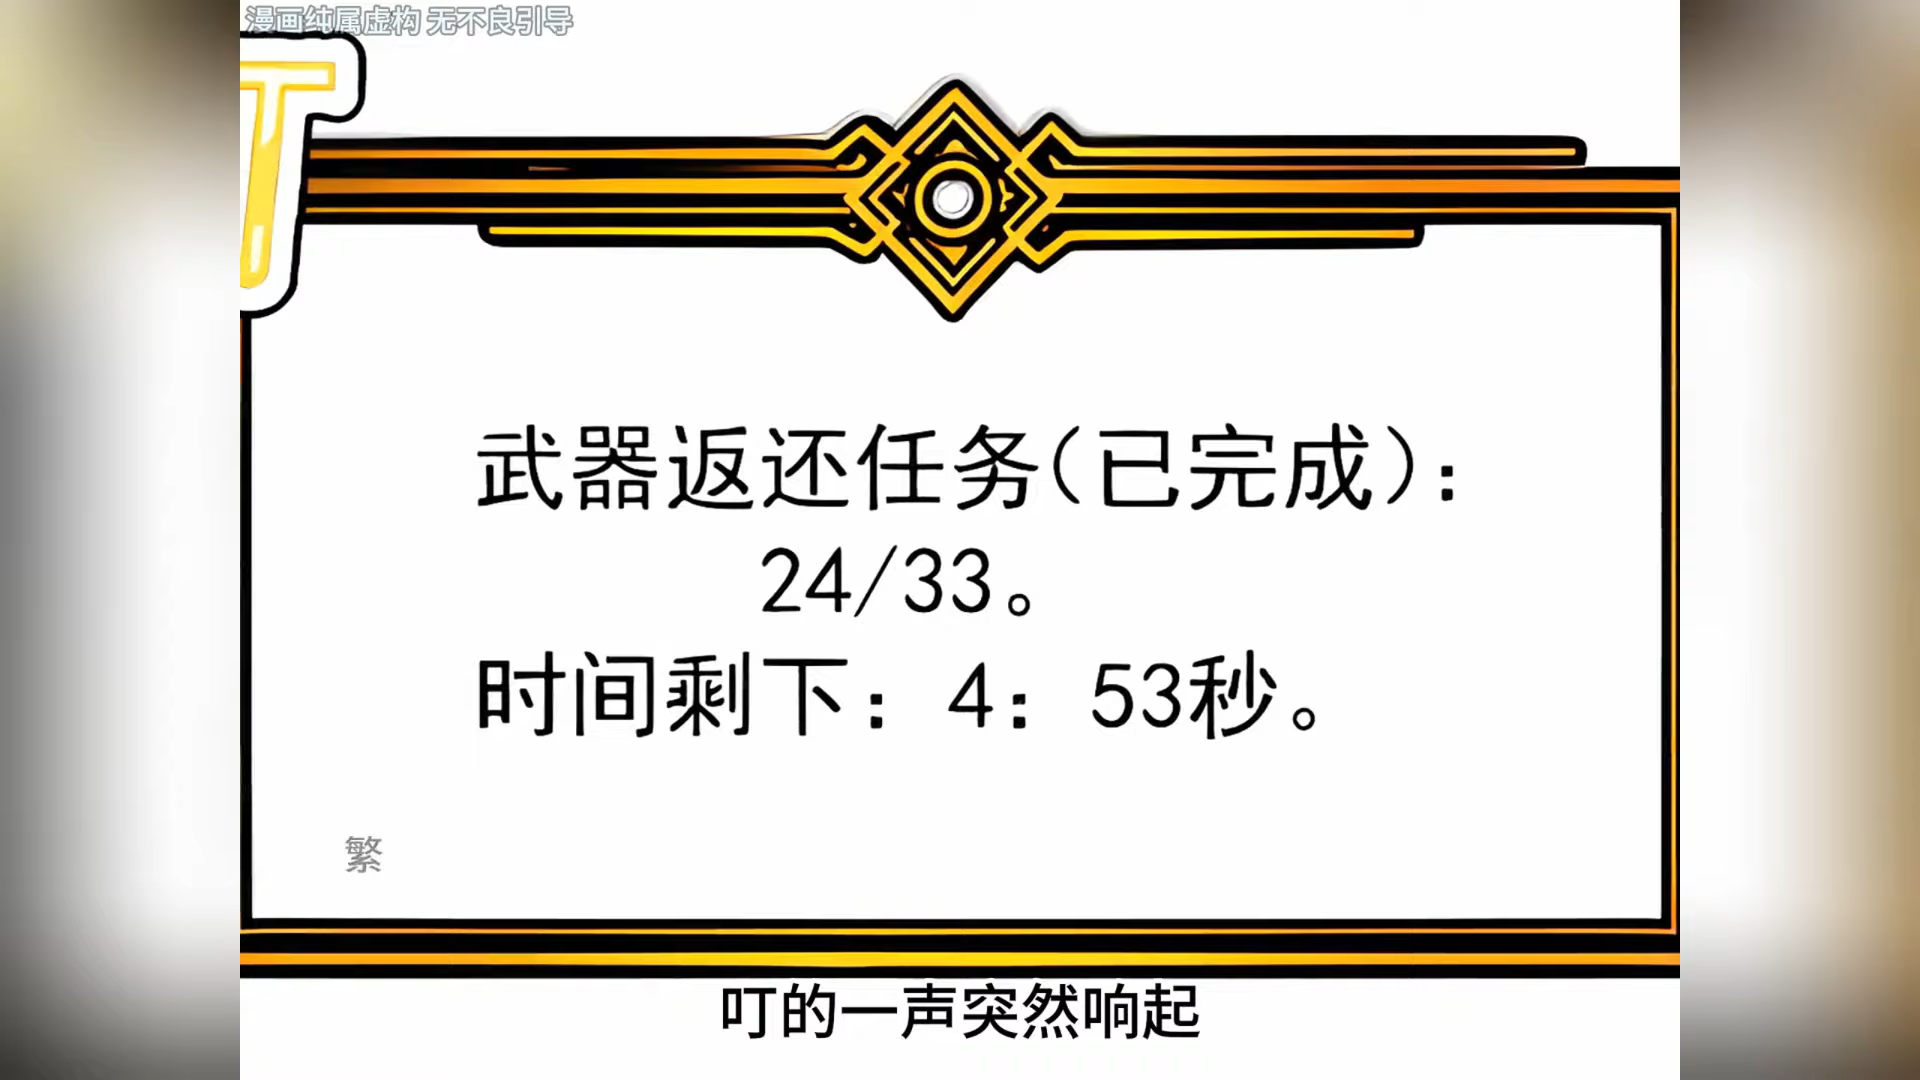 漫画纯属虚构 无不良引导
武器返还任务(已完成):
24/33。
时间剩下:4:53秒。
繁
叮的一声突然响起